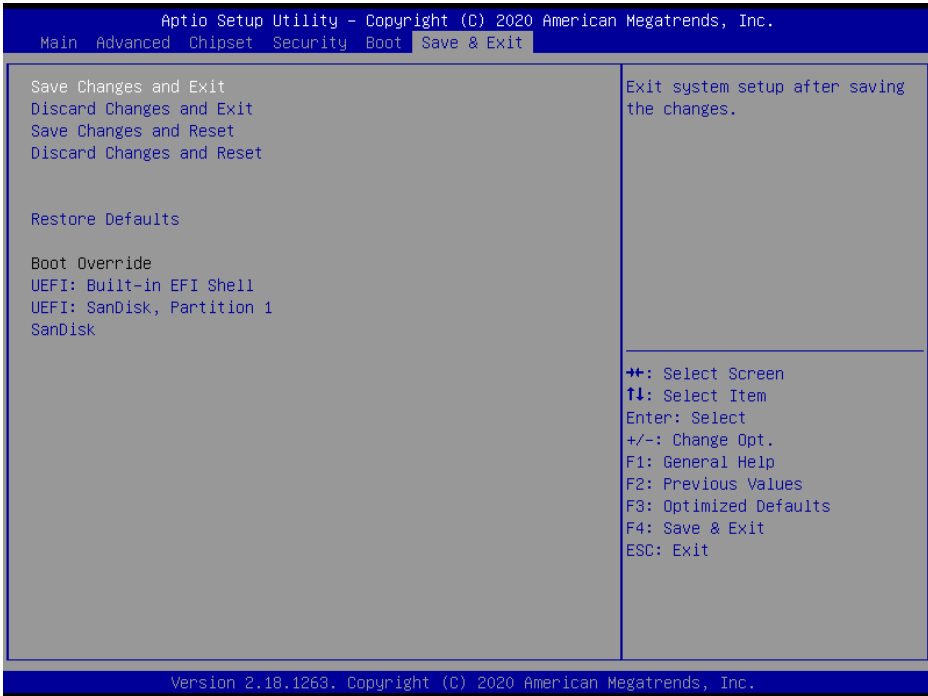 Aptio Setup Utility – Copyright (C) 2020 American Megatrends, Inc.
Main Advanced Chipset Security Boot Save & Exit
Save Changes and Exit
Discard Changes and Exit
Save Changes and Reset
Discard Changes and Reset
Restore Defaults
Boot Override
UEFI: Built-in EFI Shell
UEFI: SanDisk, Partition 1
SanDisk
Exit system setup after saving
the changes.
→←: Select Screen
↑↓: Select Item
Enter: Select
+/-: Change Opt.
F1: General Help
F2: Previous Values
F3: Optimized Defaults
F4: Save & Exit
ESC: Exit
Version 2.18.1263. Copyright (C) 2020 American Megatrends, Inc.